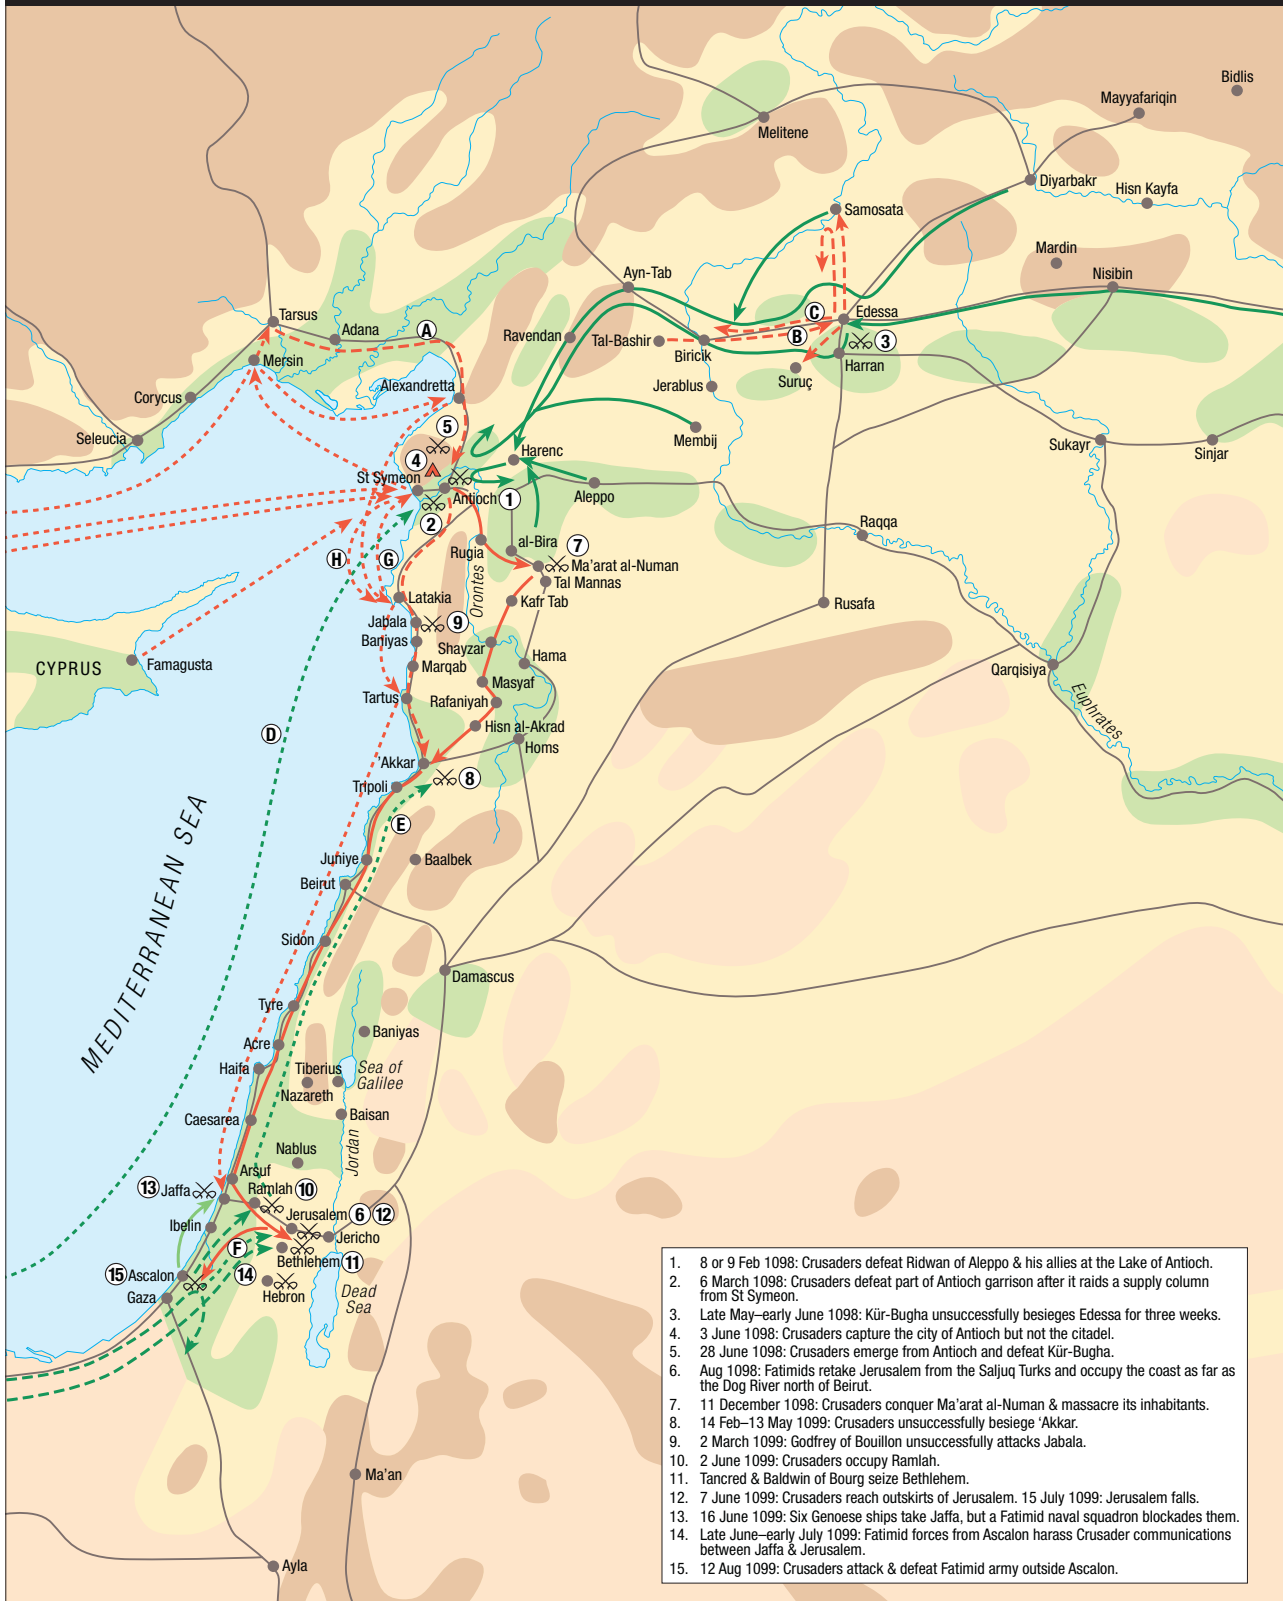 Bidlis
Mayyafariqin
Melitene
Diyarbakr
Hisn Kayfa
Samosata
Mardin
Nisibin
Ayn-Tab
Tarsus
Adana
A
C
Edessa
B
Ravendan
Tal-Bashir
Biricik
3
Mersin
Harran
Suruç
Alexandretta
Jerablus
Corycus
Seleucia
5
Membij
Sukayr
Sinjar
Harenc
4
St Symeon
Antioch
1
Aleppo
2
Raqqa
al-Bira
7
Rugia
H
G
Ma'arat al-Numan
Tal Mannas
Orontes
Latakia
Kafr Tab
Rusafa
Jabala
9
Baniyas
Shayzar
Hama
CYPRUS
Famagusta
Marqab
Qarqisiya
Masyaf
Tartus
Rafaniyah
Euphrates
Hisn al-Akrad
D
Homs
'Akkar
8
Tripoli
E
MEDITERRANEAN SEA
Juniye
Baalbek
Beirut
Sidon
Damascus
Tyre
Baniyas
Acre
Haifa
Tiberius
Sea of
Galilee
Nazareth
Caesarea
Baisan
Jordan
Nablus
Arsuf
13
Jaffa
Ramlah
10
Jerusalem
6
12
Ibelin
Jericho
F
Bethlehem
11
15
Ascalon
14
Gaza
Hebron
Dead
Sea
Ma'an
Ayla
1. 8 or 9 Feb 1098: Crusaders defeat Ridwan of Aleppo & his allies at the Lake of Antioch.
2. 6 March 1098: Crusaders defeat part of Antioch garrison after it raids a supply column
from St Symeon.
3. Late May–early June 1098: Kür-Bugha unsuccessfully besieges Edessa for three weeks.
4. 3 June 1098: Crusaders capture the city of Antioch but not the citadel.
5. 28 June 1098: Crusaders emerge from Antioch and defeat Kür-Bugha.
6. Aug 1098: Fatimids retake Jerusalem from the Saljuq Turks and occupy the coast as far as
the Dog River north of Beirut.
7. 11 December 1098: Crusaders conquer Ma'arat al-Numan & massacre its inhabitants.
8. 14 Feb–13 May 1099: Crusaders unsuccessfully besiege 'Akkar.
9. 2 March 1099: Godfrey of Bouillon unsuccessfully attacks Jabala.
10. 2 June 1099: Crusaders occupy Ramlah.
11. Tancred & Baldwin of Bourg seize Bethlehem.
12. 7 June 1099: Crusaders reach outskirts of Jerusalem. 15 July 1099: Jerusalem falls.
13. 16 June 1099: Six Genoese ships take Jaffa, but a Fatimid naval squadron blockades them.
14. Late June–early July 1099: Fatimid forces from Ascalon harass Crusader communications
between Jaffa & Jerusalem.
15. 12 Aug 1099: Crusaders attack & defeat Fatimid army outside Ascalon.